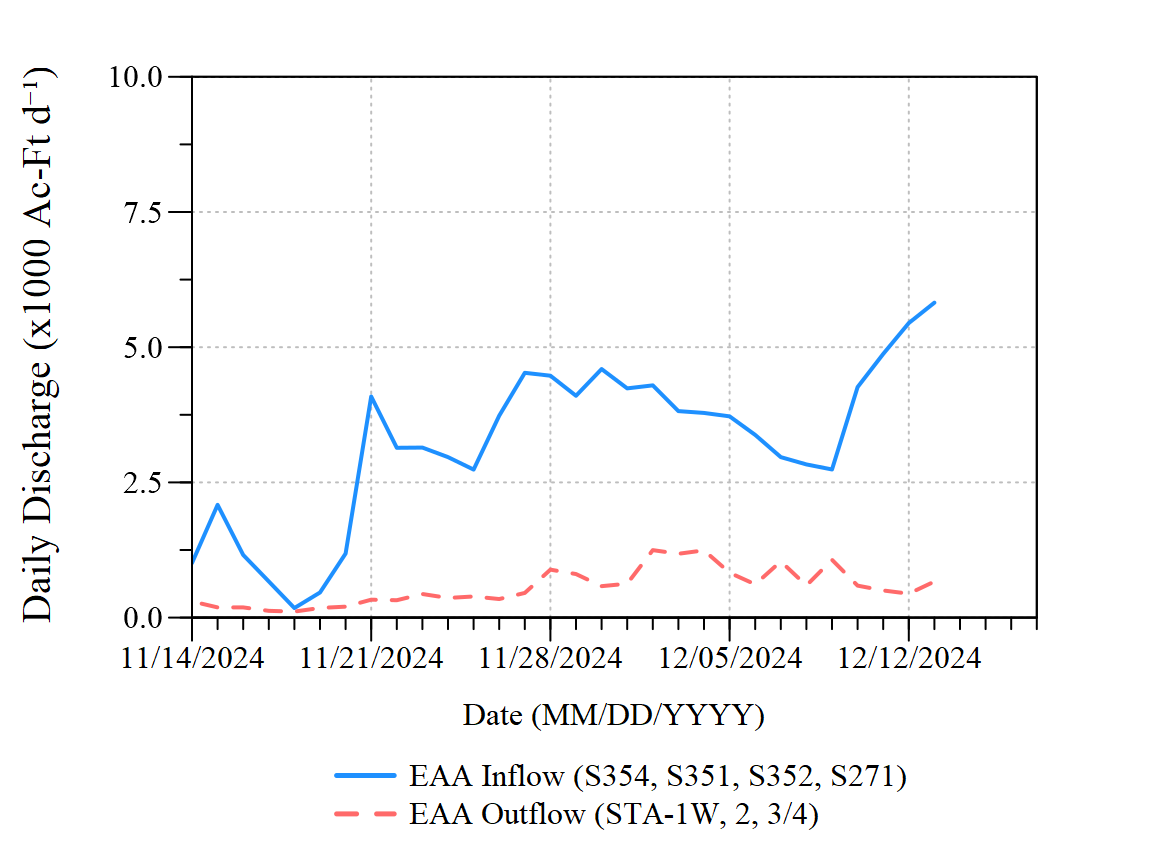 Daily Discharge (x1000 Ac-Ft d⁻¹)
10.0
7.5
5.0
2.5
0.0
11/14/2024 11/21/2024 11/28/2024 12/05/2024 12/12/2024
Date (MM/DD/YYYY)
EAA Inflow (S354, S351, S352, S271)
EAA Outflow (STA-1W, 2, 3/4)